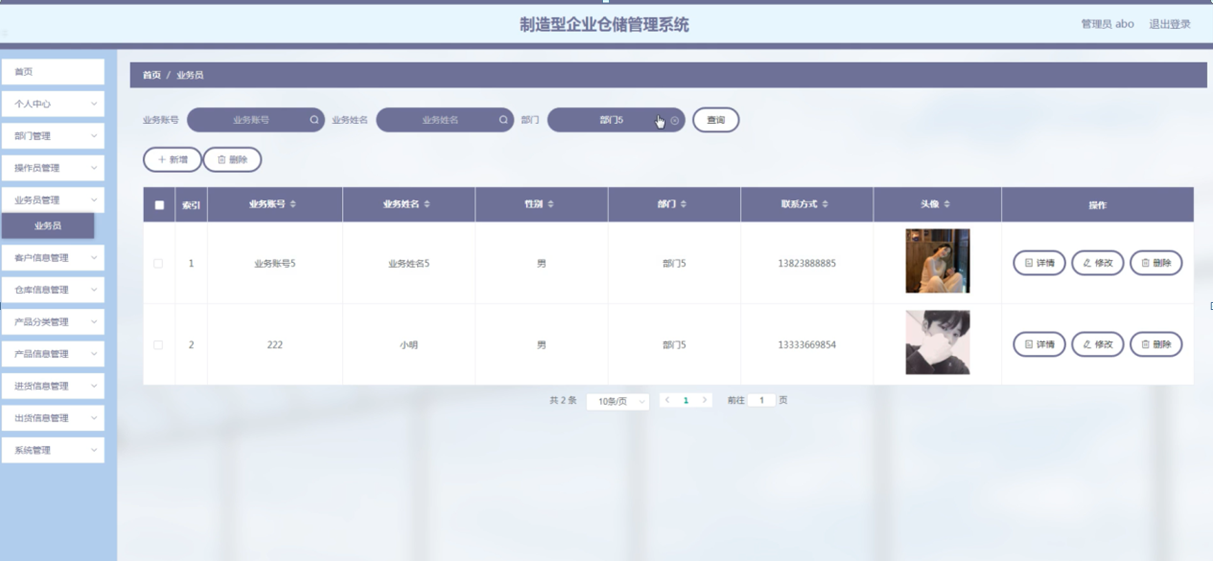 制造型企业仓储管理系统
管理员 abo 退出登录
首页
个人中心
部门管理
操作员管理
业务员管理
业务员
客户信息管理
仓库信息管理
产品分类管理
产品信息管理
进货信息管理
出货信息管理
系统管理
首页 / 业务员
业务账号 业务账号 业务姓名 业务姓名 部门 部门5 查询
新增 删除
索引 业务账号 业务姓名 性别 部门 联系方式 头像 操作
1 业务账号5 业务姓名5 男 部门5 13823888885 详情 修改 删除
2 222 小明 男 部门5 13333669854 详情 修改 删除
共 2 条 10条/页 1 前往 1 页